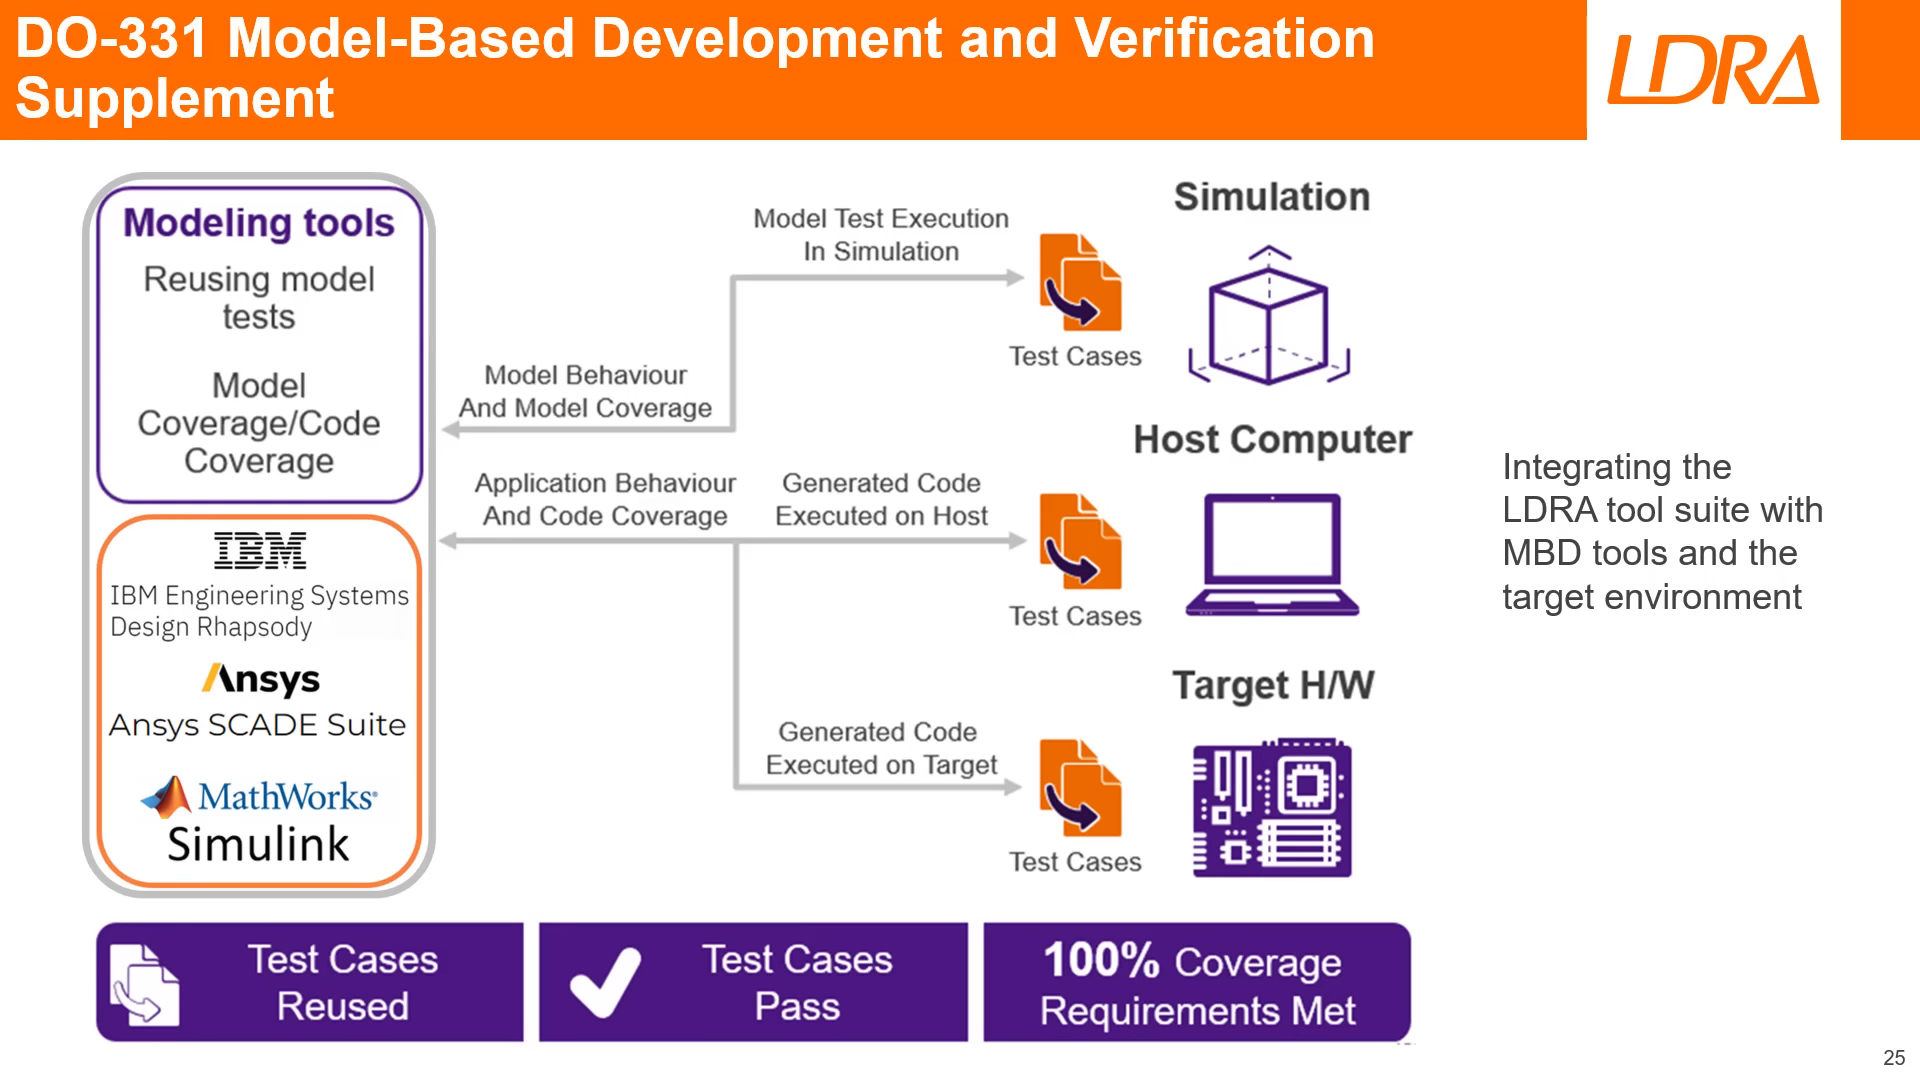 DO-331 Model-Based Development and Verification
Supplement
LDRA
Modeling tools
Reusing model
tests
Model
Coverage/Code
Coverage
IBM
IBM Engineering Systems
Design Rhapsody
Ansys
Ansys SCADE Suite
MathWorks®
Simulink
Model Test Execution
In Simulation
Model Behaviour
And Model Coverage
Application Behaviour
And Code Coverage
Generated Code
Executed on Host
Generated Code
Executed on Target
Simulation
Test Cases
Host Computer
Test Cases
Target H/W
Test Cases
Integrating the
LDRA tool suite with
MBD tools and the
target environment
Test Cases
Reused
Test Cases
Pass
100% Coverage
Requirements Met
25